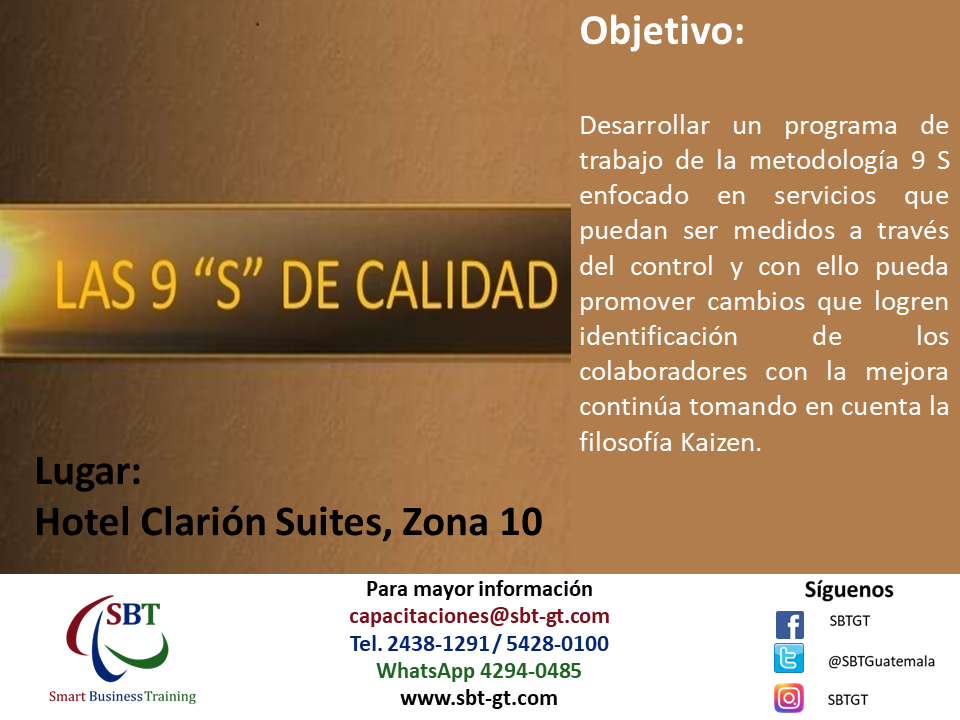 LAS 9 “S” DE CALIDAD
Lugar:
Hotel Clarión Suites, Zona 10
Objetivo:
Desarrollar un programa de
trabajo de la metodología 9 S
enfocado en servicios que
puedan ser medidos a través
del control y con ello pueda
promover cambios que logren
identificación de los
colaboradores con la mejora
continúa tomando en cuenta la
filosofía Kaizen.
SBT
Smart Business Training
Para mayor información
capacitaciones@sbt-gt.com
Tel. 2438-1291/ 5428-0100
WhatsApp 4294-0485
www.sbt-gt.com
Síguenos
SBTGT
@SBTGuatemala
SBTGT